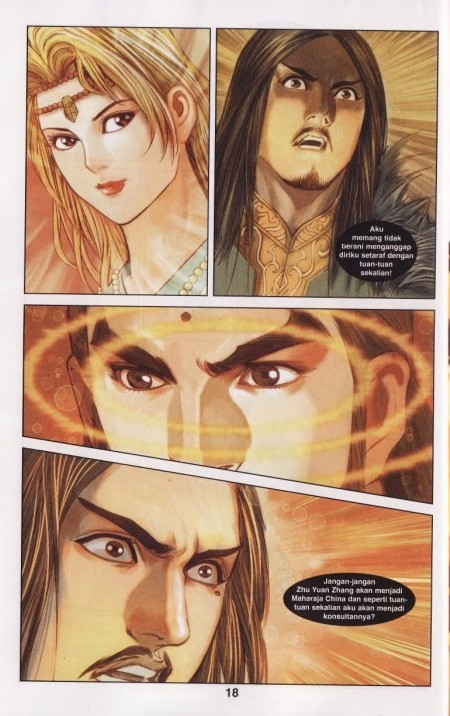 Aku
memang tidak
berani menganggap
diriku setaraf dengan
tuan-tuan
sekalian!
Jangan-jangan
Zhu Yuan Zhang akan menjadi
Maharaja China dan seperti tuan-
tuan sekalian aku akan menjadi
konsultannya?
18